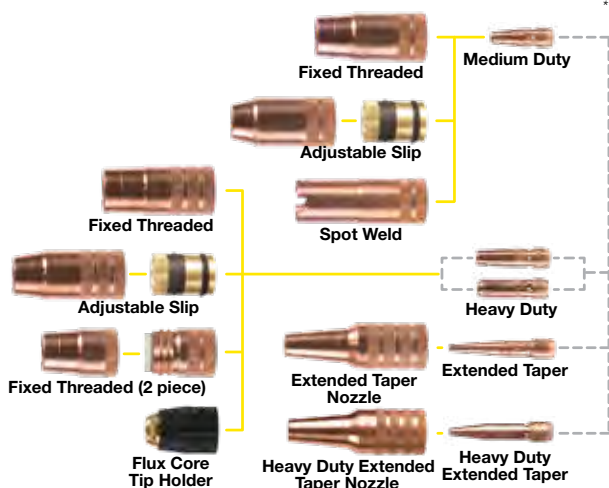 *
Fixed Threaded
Medium Duty
Adjustable Slip
Fixed Threaded
Spot Weld
Adjustable Slip
Heavy Duty
Fixed Threaded (2 piece)
Extended Taper
Nozzle
Extended Taper
Flux Core
Tip Holder
Heavy Duty Extended
Taper Nozzle
Heavy Duty
Extended Taper